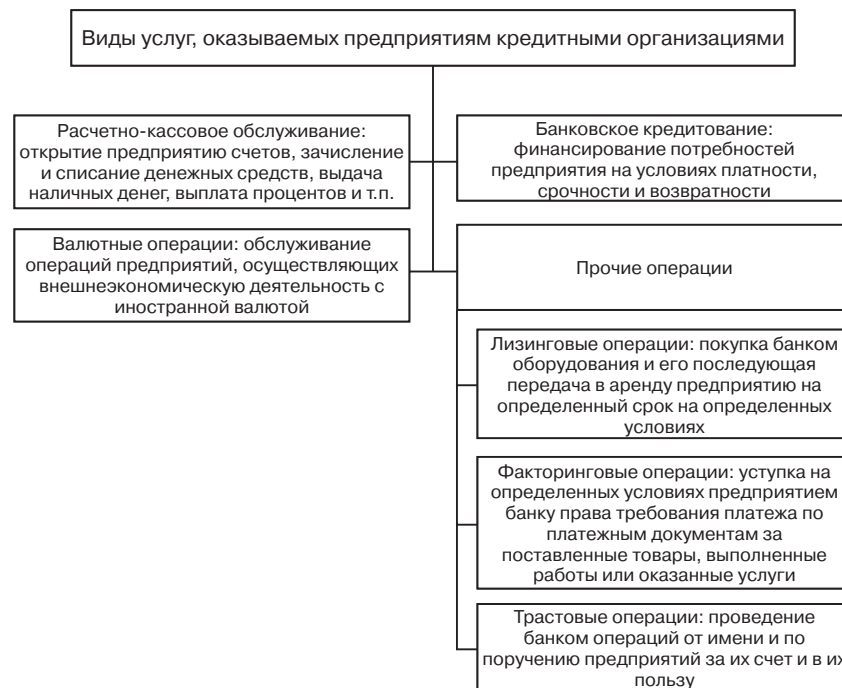 Виды услуг, оказываемых предприятиям кредитными организациями
Расчетно-кассовое обслуживание:
открытие предприятию счетов, зачисление
и списание денежных средств, выдача
наличных денег, выплата процентов и т.п.
Банковское кредитование:
финансирование потребностей
предприятия на условиях платности,
срочности и возвратности
Валютные операции: обслуживание
операций предприятий, осуществляющих
внешнеэкономическую деятельность с
иностранной валютой
Прочие операции
Лизинговые операции: покупка банком
оборудования и его последующая
передача в аренду предприятию на
определенный срок на определенных
условиях
Факторинговые операции: уступка на
определенных условиях предприятием
банку права требования платежа по
платежным документам за
поставленные товары, выполненные
работы или оказанные услуги
Трастовые операции: проведение
банком операций от имени и по
поручению предприятий за их счет и в их
пользу